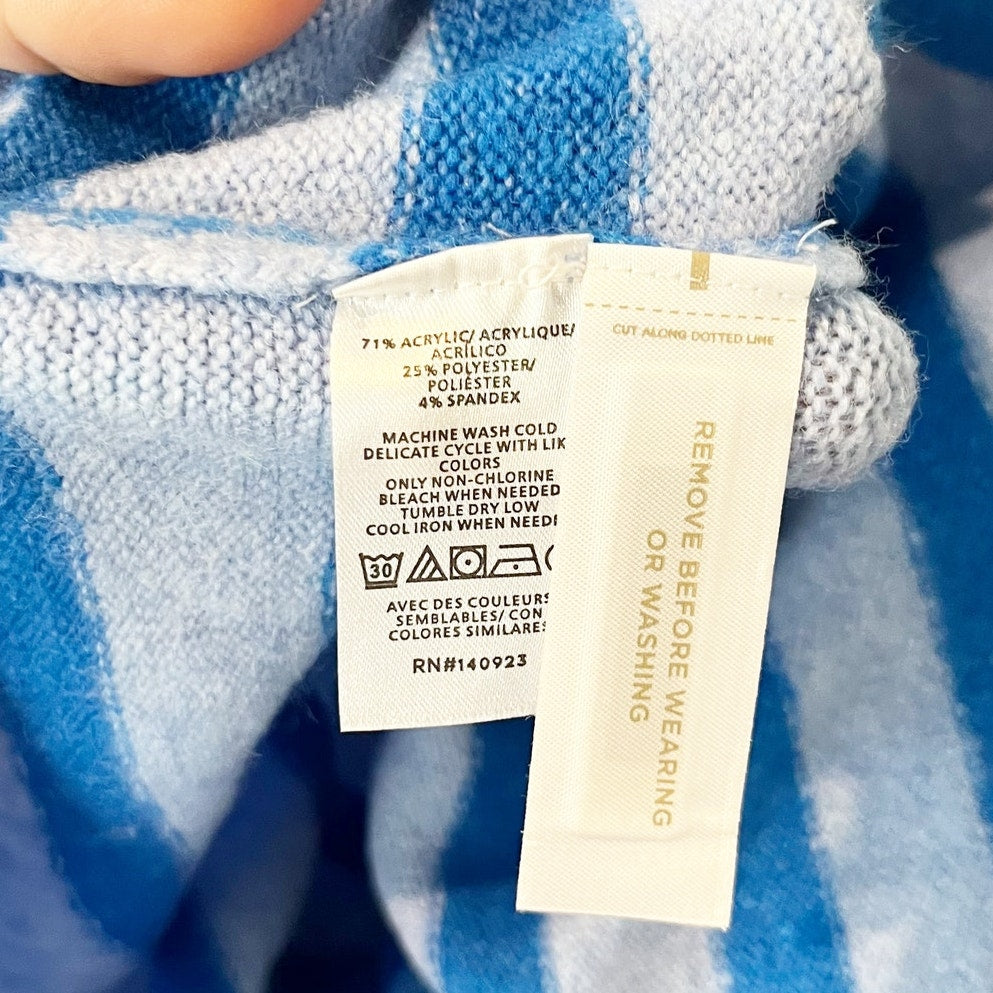 71% ACRYLIC/ ACRYLIQUE/
ACRÍLICO
25% POLYESTER/
POLIÉSTER
4% SPANDEX
MACHINE WASH COLD
DELICATE CYCLE WITH LIK
COLORS
ONLY NON-CHLORINE
BLEACH WHEN NEEDED
TUMBLE DRY LOW
COOL IRON WHEN NEED
30
AVEC DES COULEURS
SEMBLABLES/ CON
COLORES SIMILARES
RN#140923
CUT ALONG DOTTED LINE
REMOVE BEFORE WEARING
OR WASHING